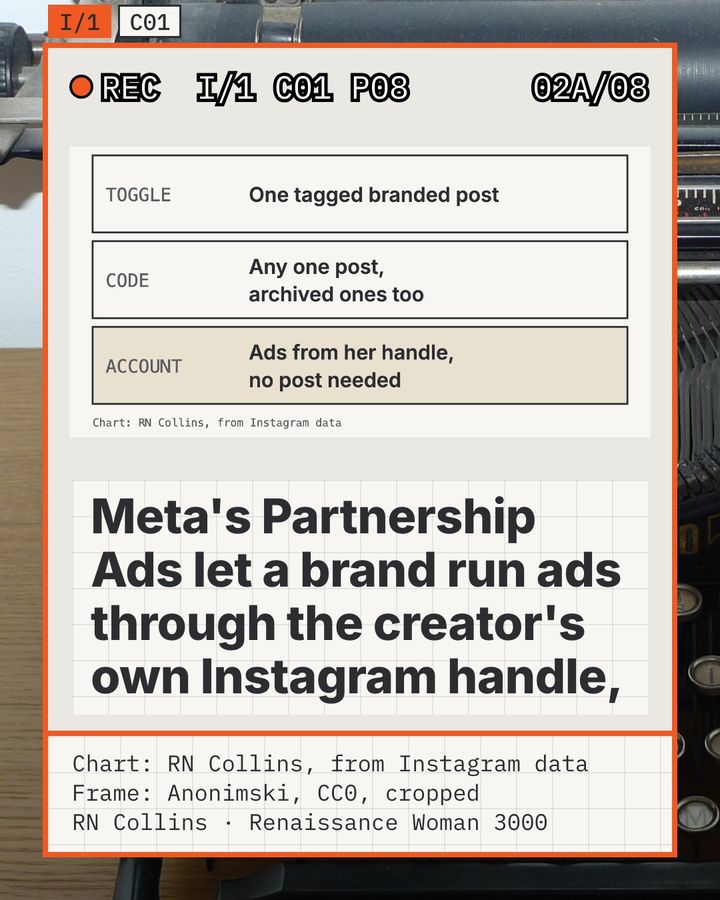 I/1 C01
REC I/1 C01 P08 02A/08
TOGGLE One tagged branded post
CODE Any one post,
archived ones too
ACCOUNT Ads from her handle,
no post needed
Chart: RN Collins, from Instagram data
Meta's Partnership
Ads let a brand run ads
through the creator's
own Instagram handle,
Chart: RN Collins, from Instagram data
Frame: Anonimski, CC0, cropped
RN Collins · Renaissance Woman 3000